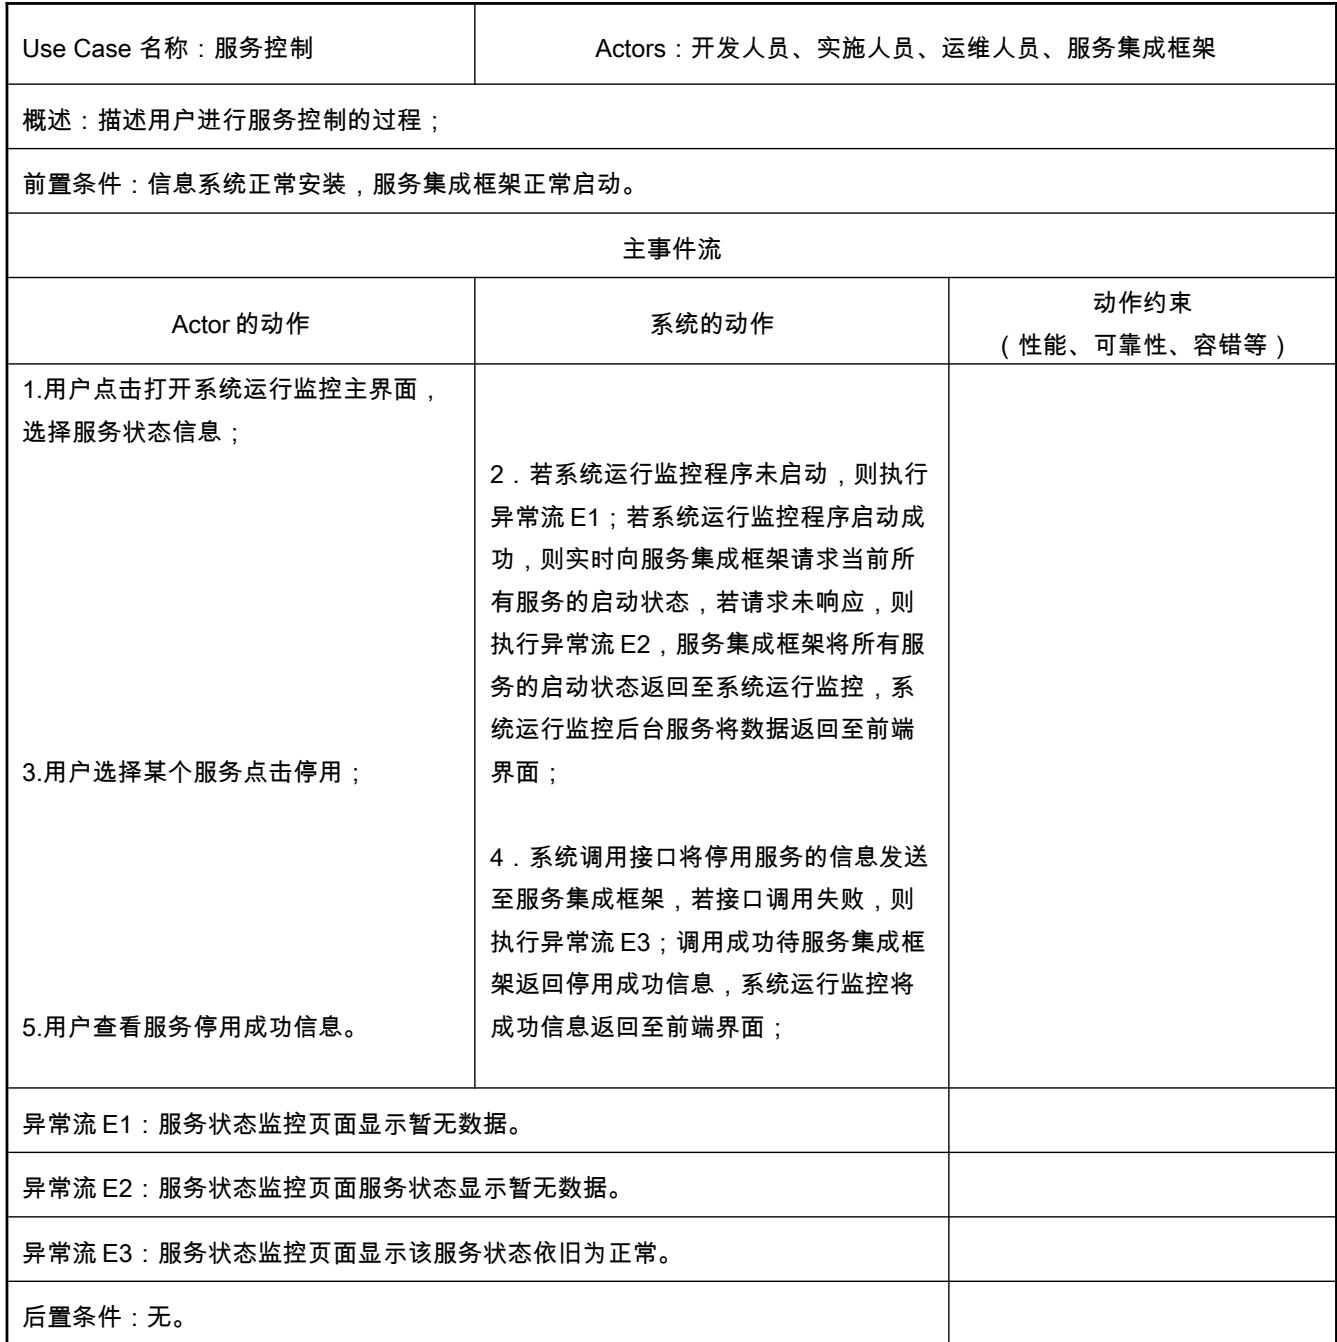 Use Case 名称：服务控制
Actors：开发人员、实施人员、运维人员、服务集成框架
概述：描述用户进行服务控制的过程；
前置条件：信息系统正常安装，服务集成框架正常启动。
主事件流
Actor 的动作
系统的动作
动作约束
（性能、可靠性、容错等）
1.用户点击打开系统运行监控主界面，
选择服务状态信息；
2．若系统运行监控程序未启动，则执行
异常流 E1；若系统运行监控程序启动成
功，则实时向服务集成框架请求当前所
有服务的启动状态，若请求未响应，则
执行异常流 E2，服务集成框架将所有服
务的启动状态返回至系统运行监控，系
统运行监控后台服务将数据返回至前端
界面；
3.用户选择某个服务点击停用；
4．系统调用接口将停用服务的信息发送
至服务集成框架，若接口调用失败，则
执行异常流 E3；调用成功待服务集成框
架返回停用成功信息，系统运行监控将
成功信息返回至前端界面；
5.用户查看服务停用成功信息。
异常流 E1：服务状态监控页面显示暂无数据。
异常流 E2：服务状态监控页面服务状态显示暂无数据。
异常流 E3：服务状态监控页面显示该服务状态依旧为正常。
后置条件：无。